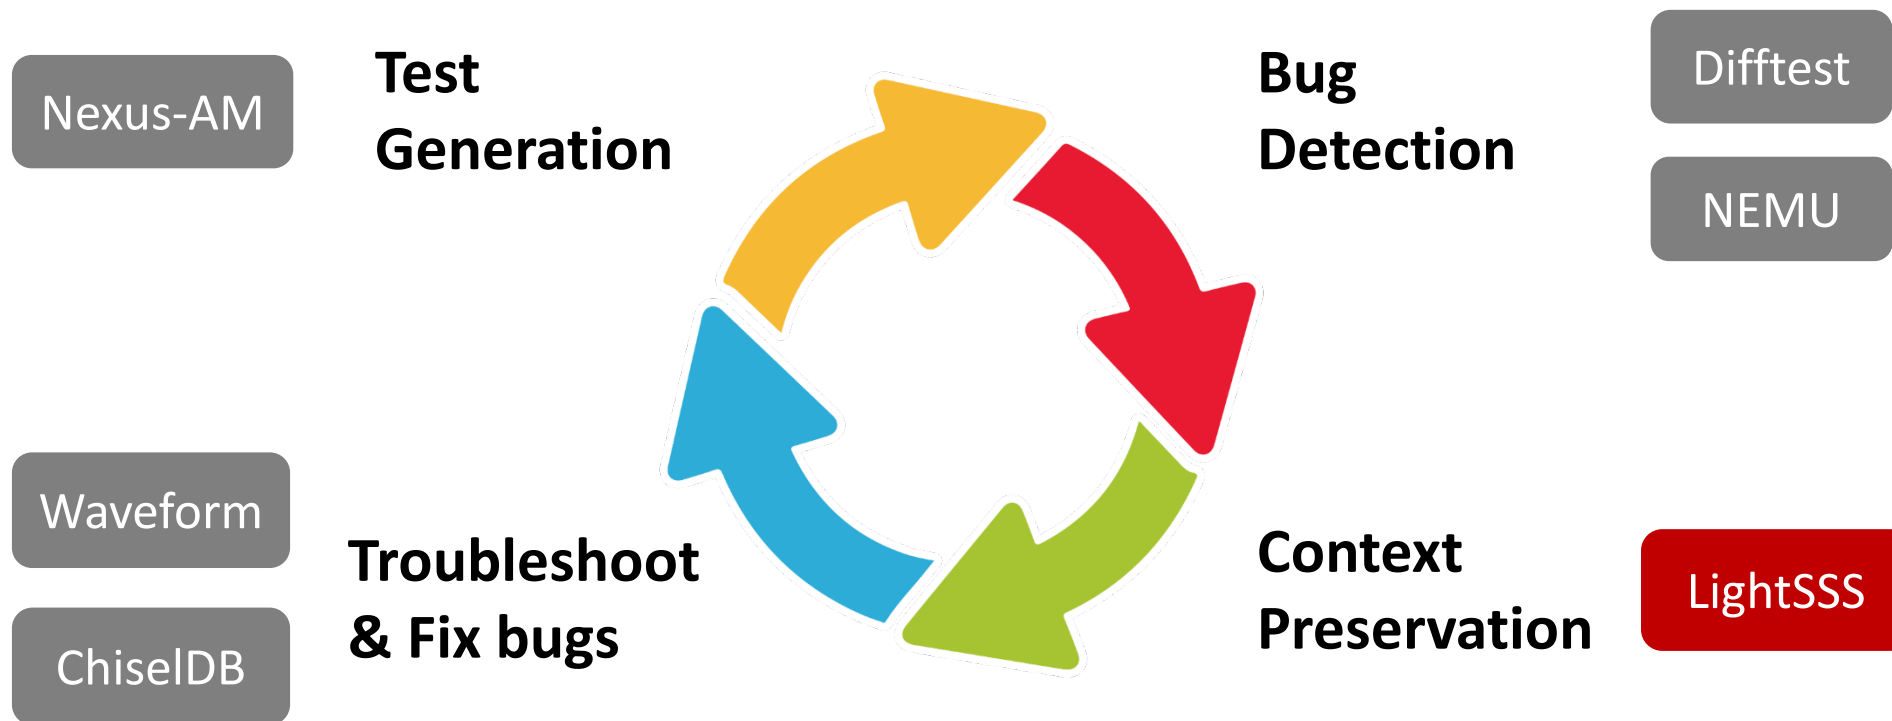 Nexus-AM
Test
Generation
Bug
Detection
Difftest
NEMU
Waveform
ChiselDB
Troubleshoot
& Fix bugs
Context
Preservation
LightSSS